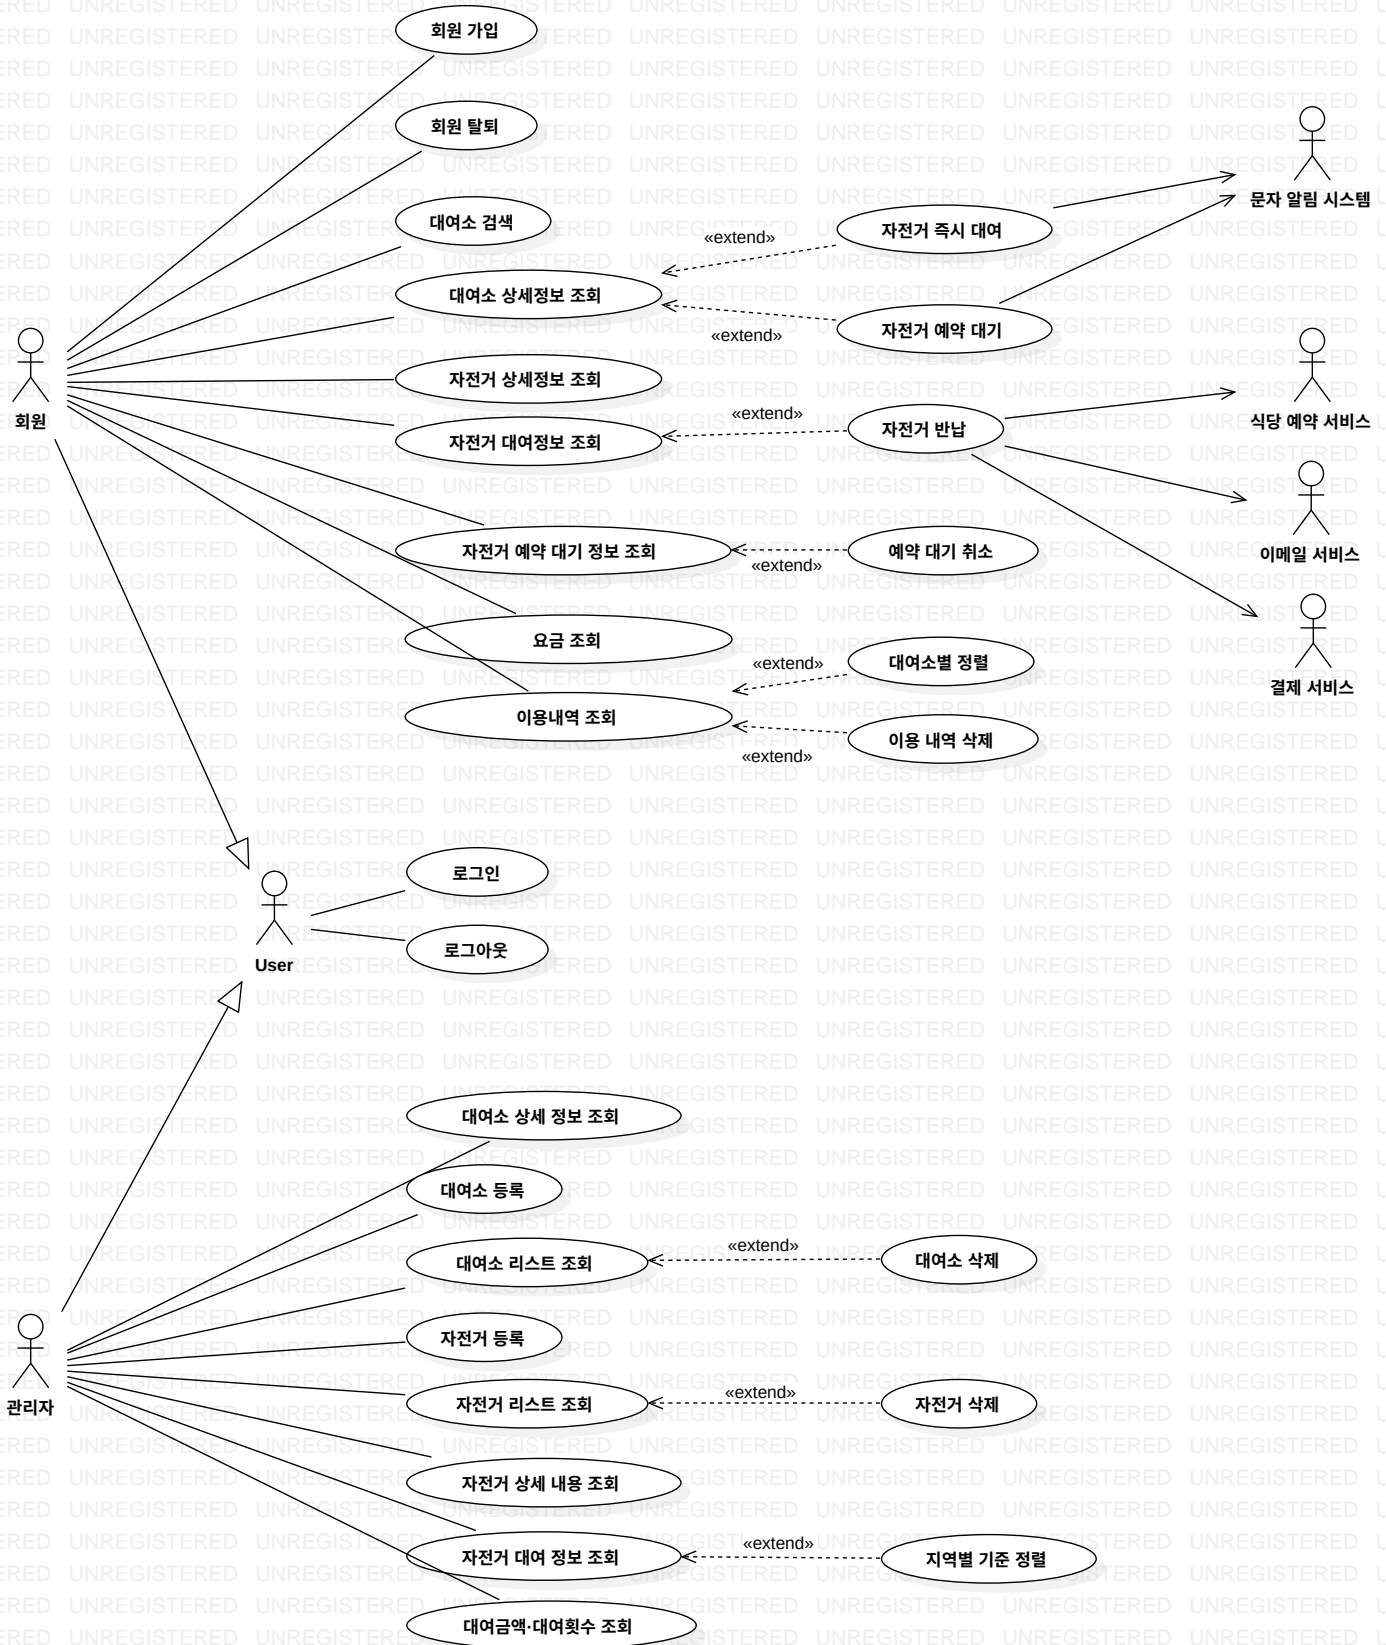 회원 가입
회원 탈퇴
대여소 검색
대여소 상세정보 조회
자전거 상세정보 조회
자전거 대여정보 조회
자전거 예약 대기 정보 조회
요금 조회
이용내역 조회
회원
«extend»
«extend»
«extend»
«extend»
«extend»
«extend»
자전거 즉시 대여
자전거 예약 대기
자전거 반납
예약 대기 취소
대여소별 정렬
이용 내역 삭제
문자 알림 시스템
식당 예약 서비스
이메일 서비스
결제 서비스
User
로그인
로그아웃
관리자
대여소 상세 정보 조회
대여소 등록
대여소 리스트 조회
«extend»
대여소 삭제
자전거 등록
자전거 리스트 조회
«extend»
자전거 삭제
자전거 상세 내용 조회
자전거 대여 정보 조회
«extend»
지역별 기준 정렬
대여금액·대여횟수 조회
UNREGISTERED